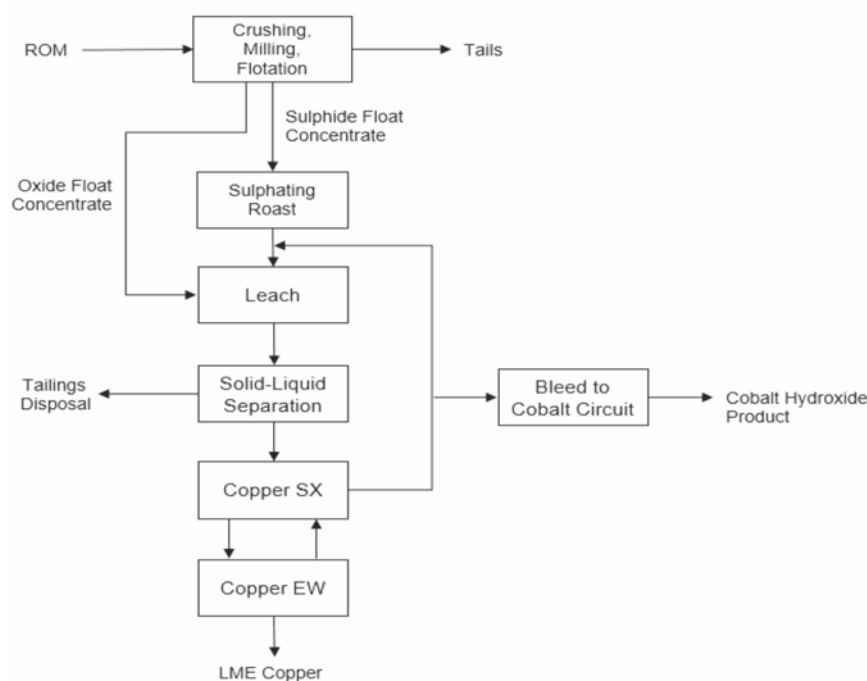 ROM
Crushing,
Milling,
Flotation
Tails
Sulphide Float
Concentrate
Oxide Float
Concentrate
Sulphating
Roast
Leach
Tailings
Disposal
Solid-Liquid
Separation
Bleed to
Cobalt Circuit
Cobalt Hydroxide
Product
Copper SX
Copper EW
LME Copper